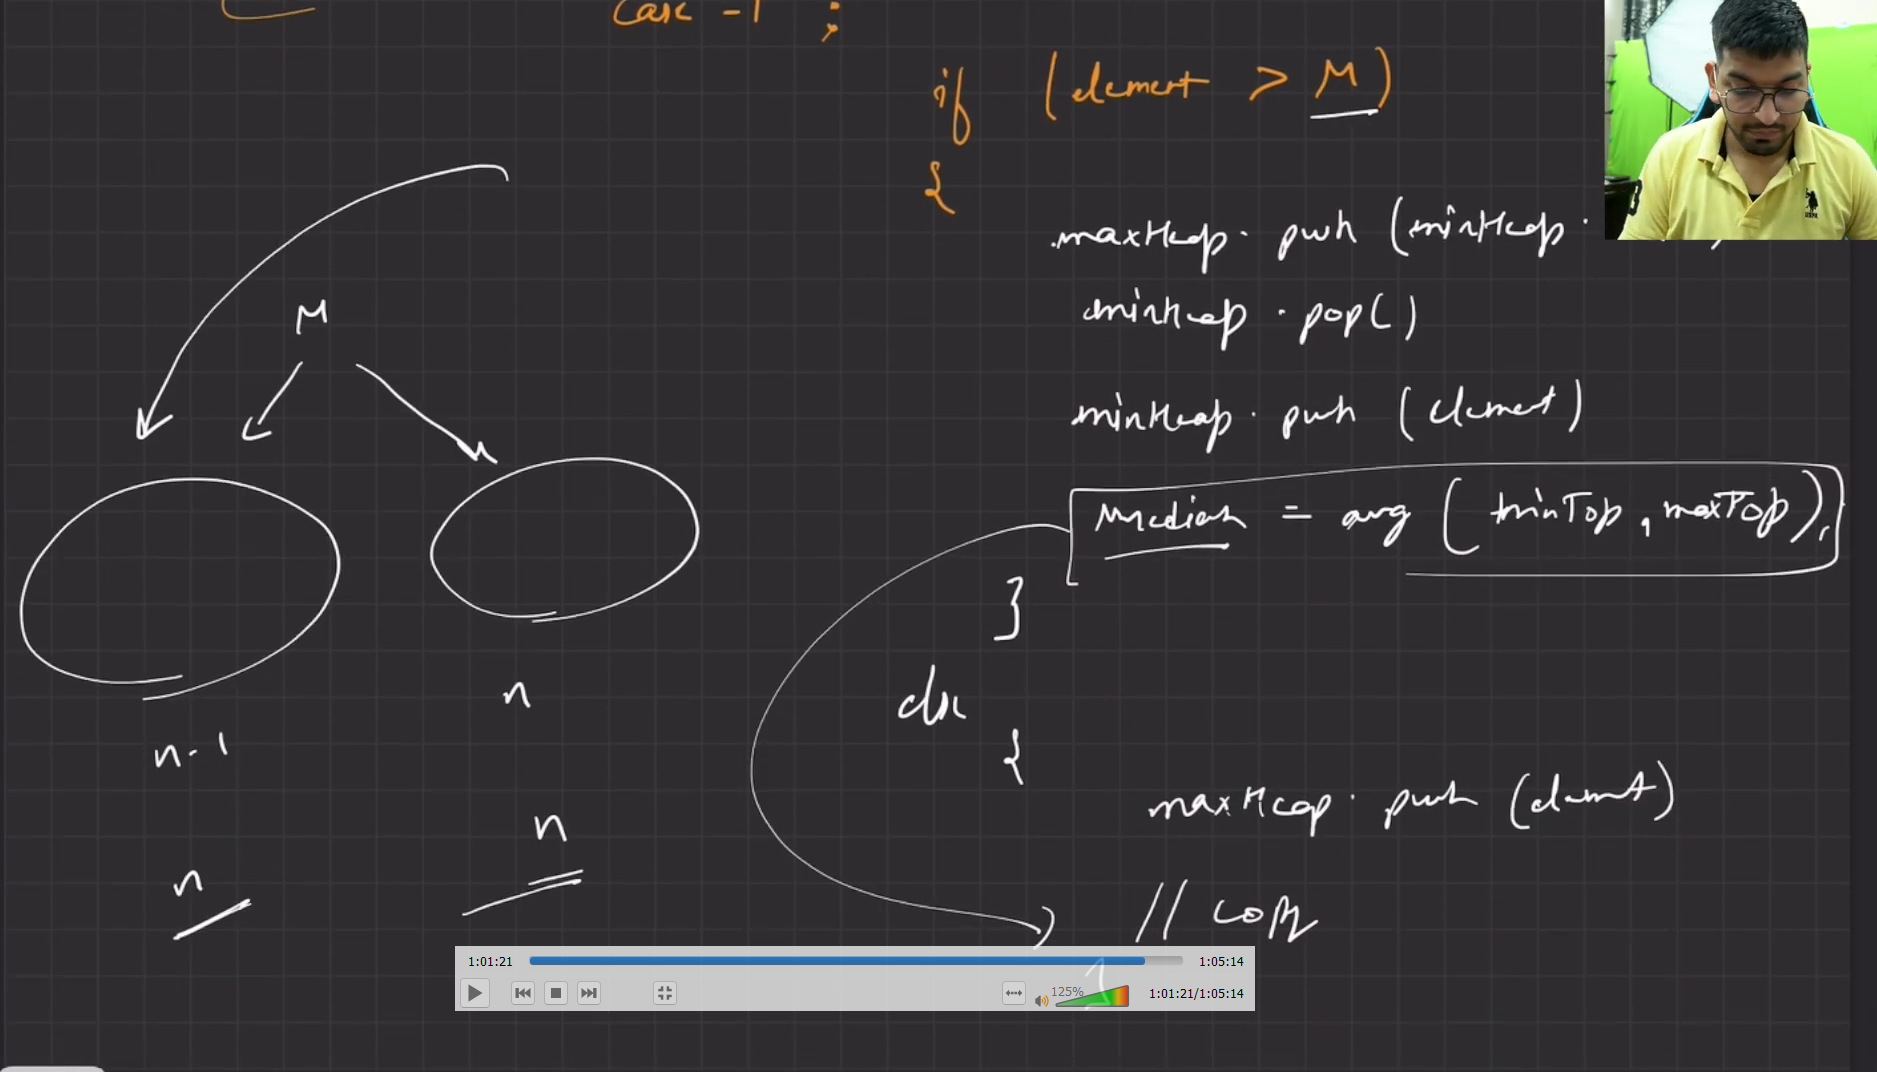 Case -1 ;
if (element > M)
{
maxHeap. push (minHeap.
minHeap . pop()
minHeap. push (element)
Median = avg (minTop, maxTop);
}
else
{
maxHeap. push (element)
// copy
}
M
n-1
n
n
n
1:01:21
1:05:14
125%
1:01:21/1:05:14